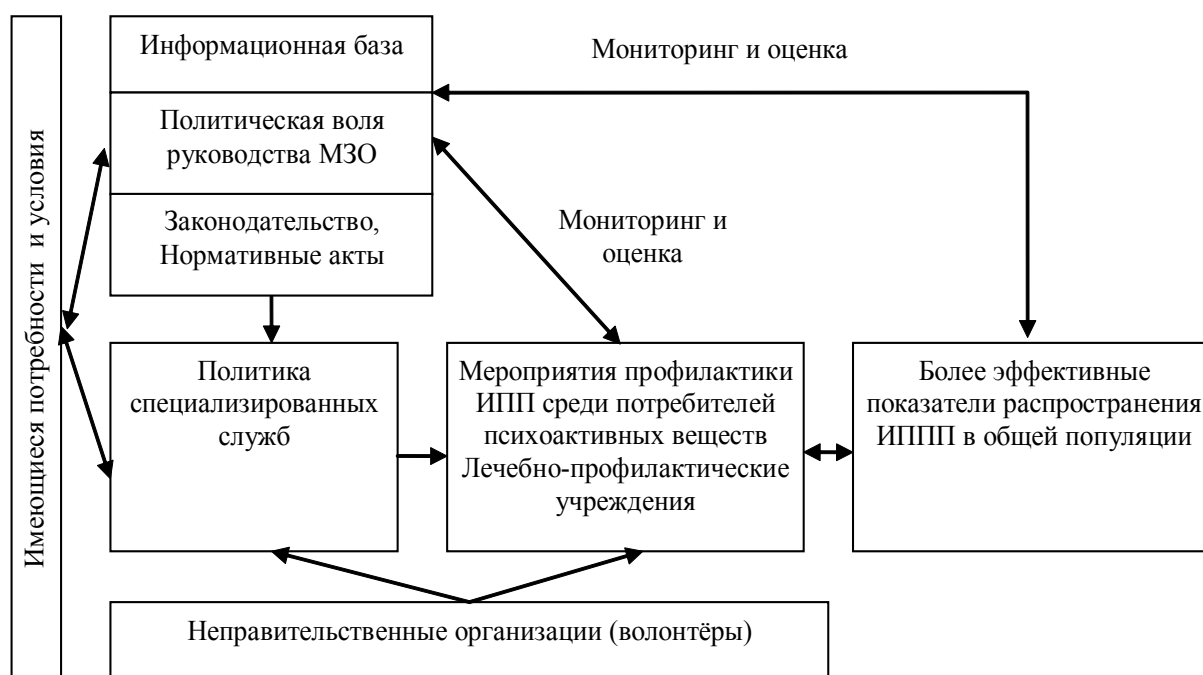 Имеющиеся потребности и условия
Информационная база
Мониторинг и оценка
Политическая воля
руководства МЗО
Законодательство,
Нормативные акты
Мониторинг и
оценка
Политика
специализированных
служб
Мероприятия профилактики
ИПП среди потребителей
психоактивных веществ
Лечебно-профилактические
учреждения
Более эффективные
показатели распространения
ИППП в общей популяции
Неправительственные организации (волонтёры)